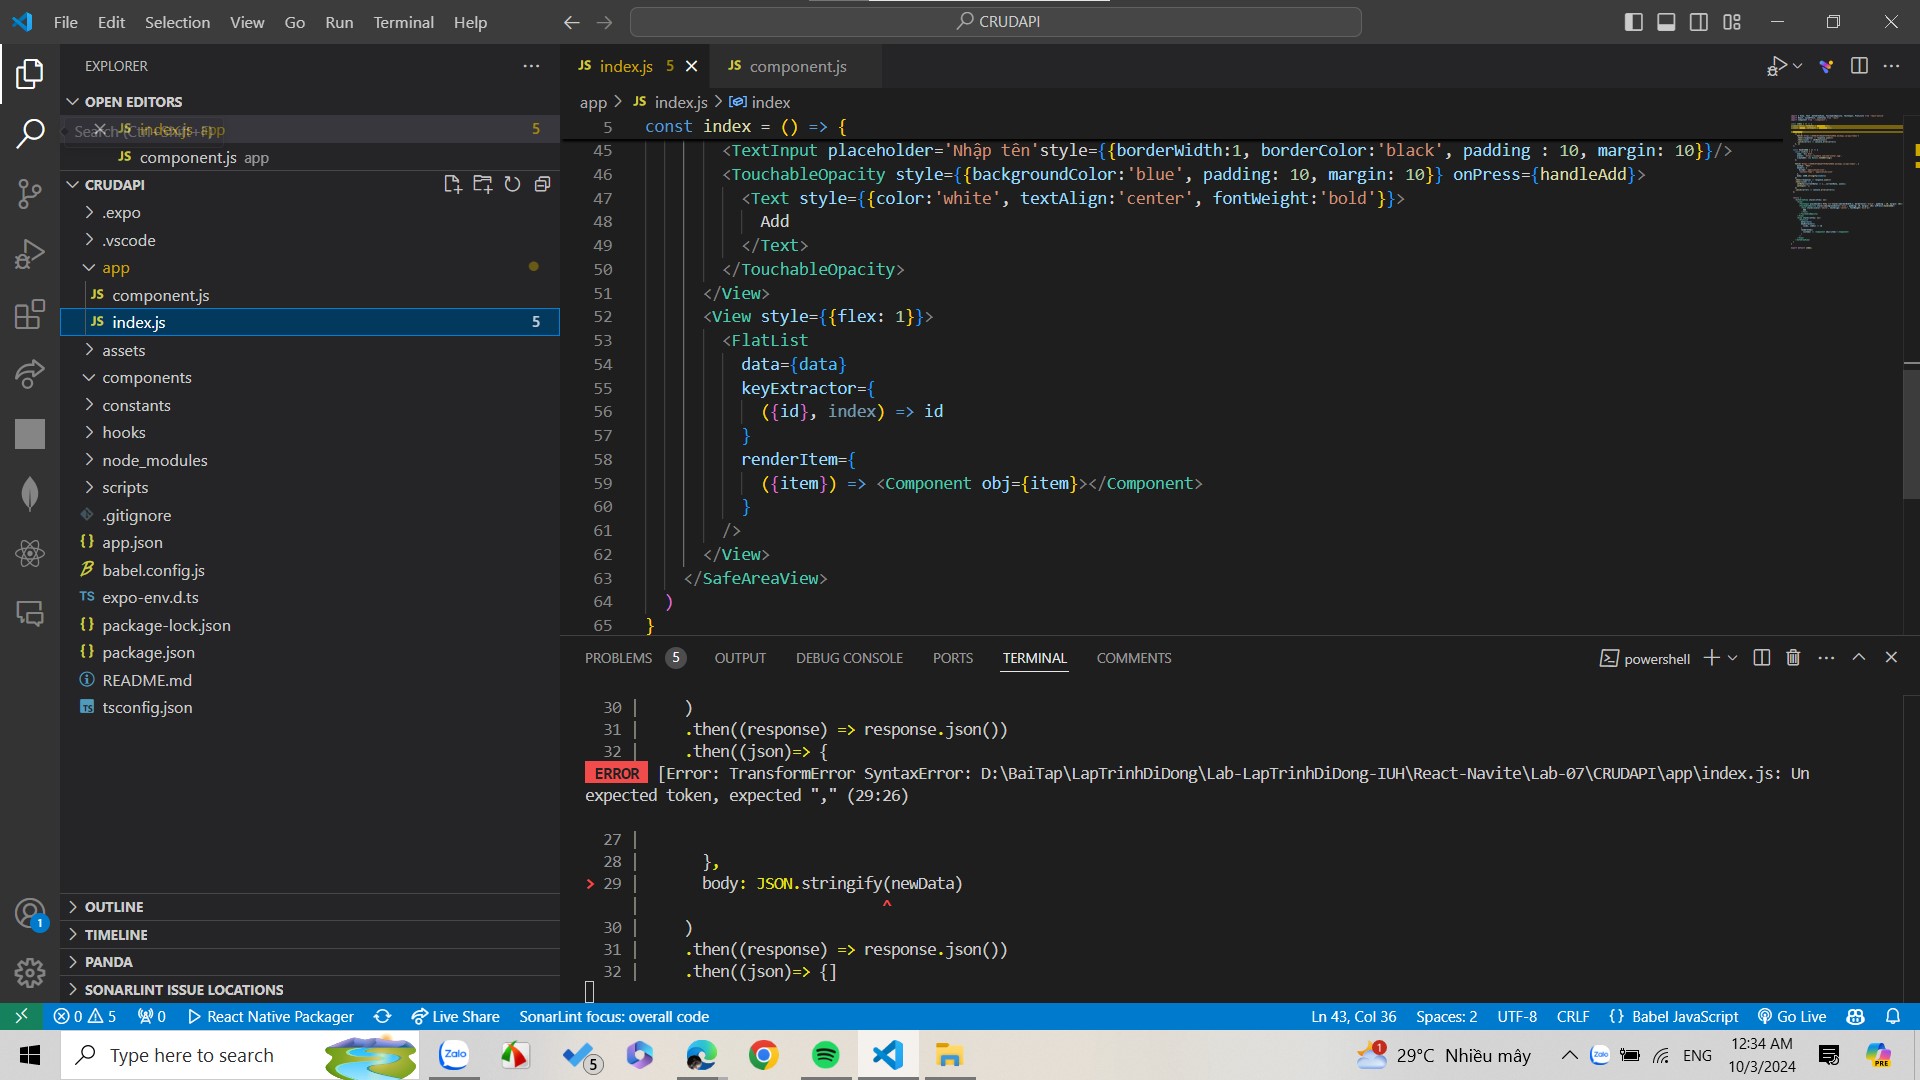 File Edit Selection View Go Run Terminal Help
CRUDAPI
EXPLORER
OPEN EDITORS
index.js app 5
component.js app
CRUDAPI
.expo
.vscode
app
component.js
index.js 5
assets
components
constants
hooks
node_modules
scripts
.gitignore
app.json
babel.config.js
expo-env.d.ts
package-lock.json
package.json
README.md
tsconfig.json
OUTLINE
TIMELINE
PANDA
SONARLINT ISSUE LOCATIONS
JS index.js 5
JS component.js
app > JS index.js > index
5 const index = () => {
45 <TextInput placeholder='Nhập tên'style={{borderWidth:1, borderColor:'black', padding : 10, margin: 10}}/>
46 <TouchableOpacity style={{backgroundColor:'blue', padding: 10, margin: 10}} onPress={handleAdd}>
47 <Text style={{color:'white', textAlign:'center', fontWeight:'bold'}}>
48 Add
49 </Text>
50 </TouchableOpacity>
51 </View>
52 <View style={{flex: 1}}>
53 <FlatList
54 data={data}
55 keyExtractor={
56 ({id}, index) => id
57 }
58 renderItem={
59 ({item}) => <Component obj={item}></Component>
60 }
61 />
62 </View>
63 </SafeAreaView>
64 )
65 }
PROBLEMS 5 OUTPUT DEBUG CONSOLE PORTS TERMINAL COMMENTS
powershell
30 | )
31 | .then((response) => response.json())
32 | .then((json)=> {
ERROR [Error: TransformError SyntaxError: D:\BaiTap\LapTrinhDiDong\Lab-LapTrinhDiDong-IUH\React-Navite\Lab-07\CRUDAPI\app\index.js: Un
expected token, expected "," (29:26)
27 |
28 | },
> 29 | body: JSON.stringify(newData)
| ^
30 | )
31 | .then((response) => response.json())
32 | .then((json)=> {]
0 5 0 React Native Packager Live Share SonarLint focus: overall code
Ln 43, Col 36 Spaces: 2 UTF-8 CRLF {} Babel JavaScript Go Live
Type here to search
Zalo
5
29°C Nhiều mây
ENG
12:34 AM
10/3/2024
PRE